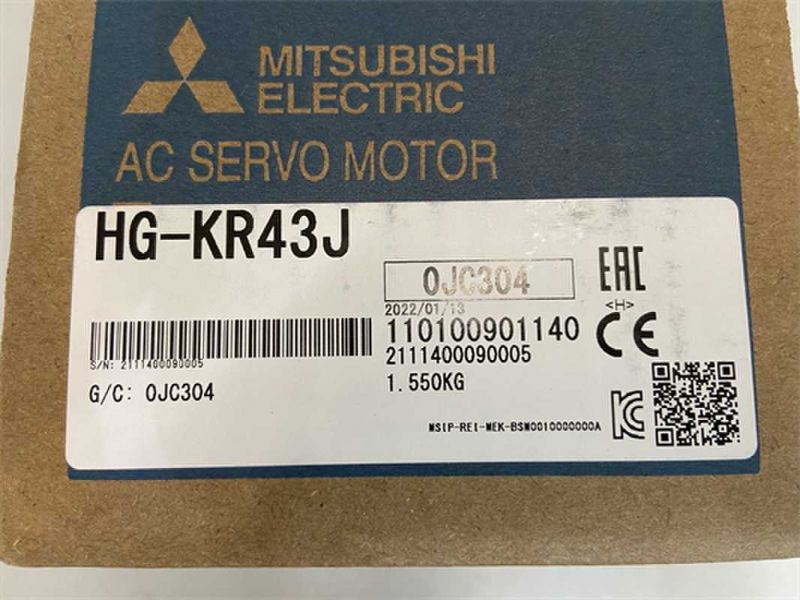 MITSUBISHI
ELECTRIC
AC SERVO MOTOR
HG-KR43J
0JC304
EAC
2022/01/13
<H>
110100901140
CE
2111400090005
S/N: 2111400090005
G/C: 0JC304
1.550KG
MSIP-REI-MEK-BSM0010000000A